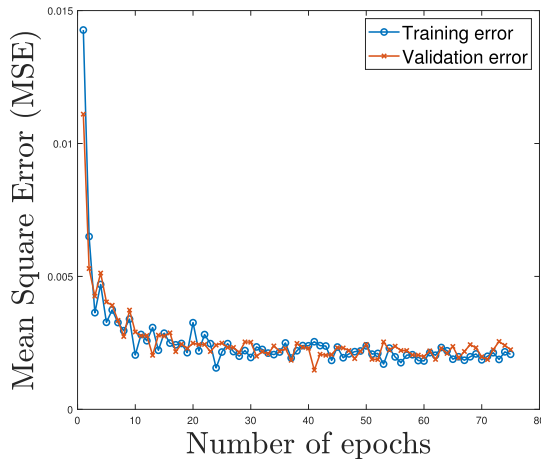 0.015
Training error
Validation error
0.01
0.005
0
Mean Square Error (MSE)
0 10 20 30 40 50 60 70 80
Number of epochs